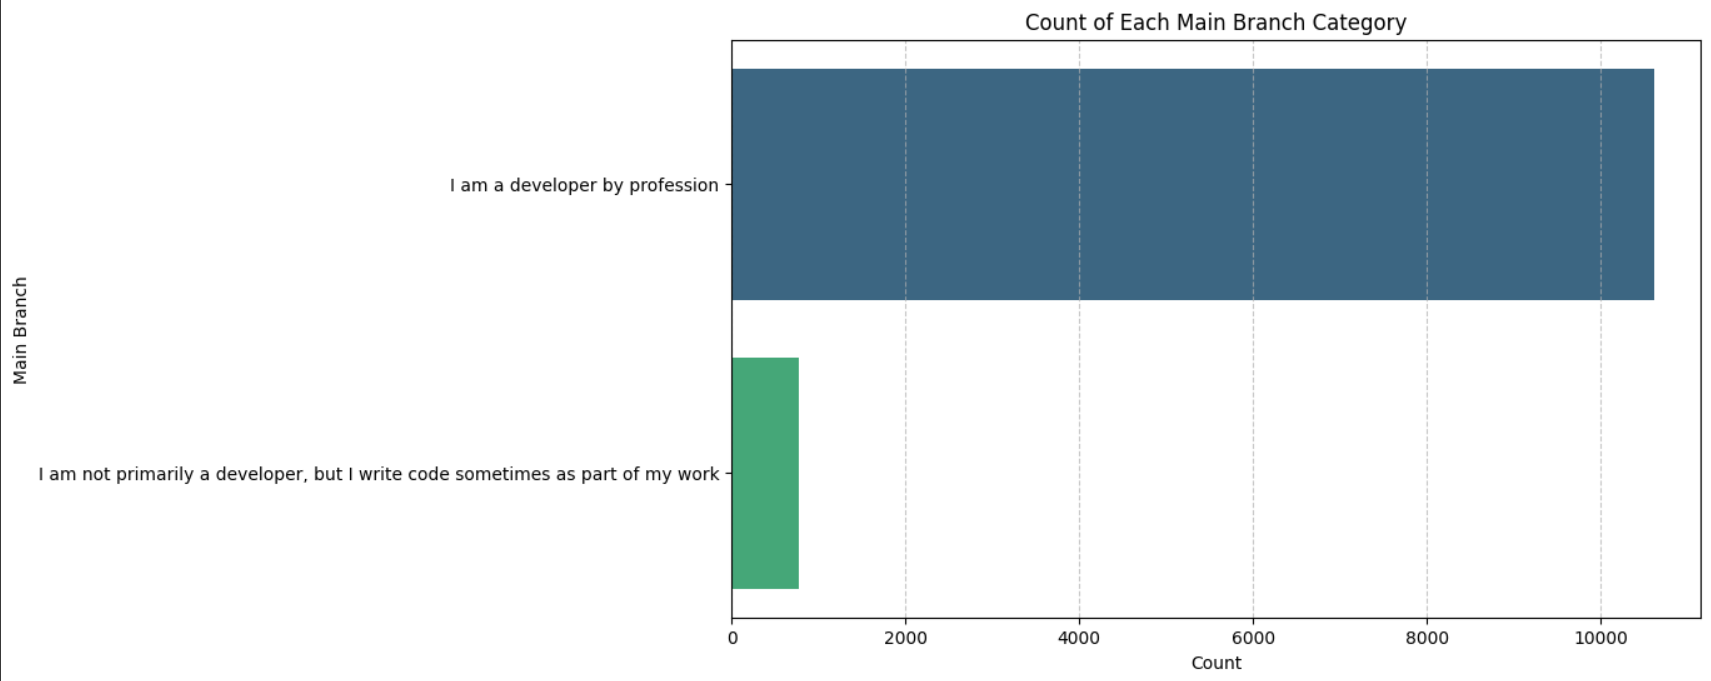 Count of Each Main Branch Category
Main Branch
I am a developer by profession
I am not primarily a developer, but I write code sometimes as part of my work
0 2000 4000 6000 8000 10000
Count